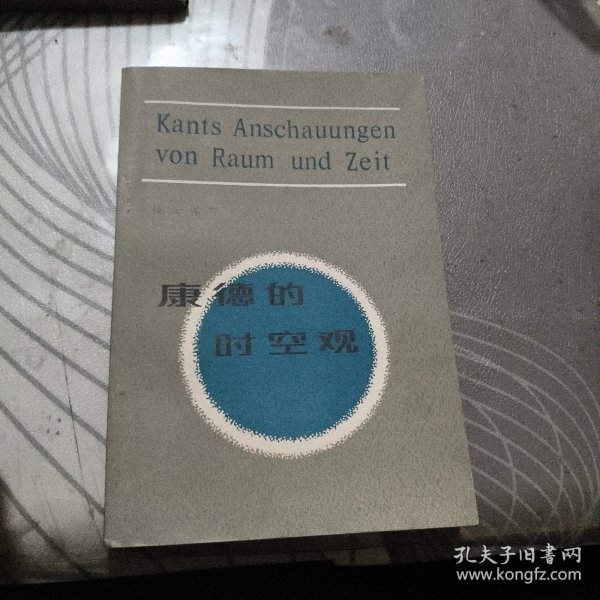 Kants Anschauungen
von Raum und Zeit
康德的
时空观
孔夫子旧书网
www.kongfz.com